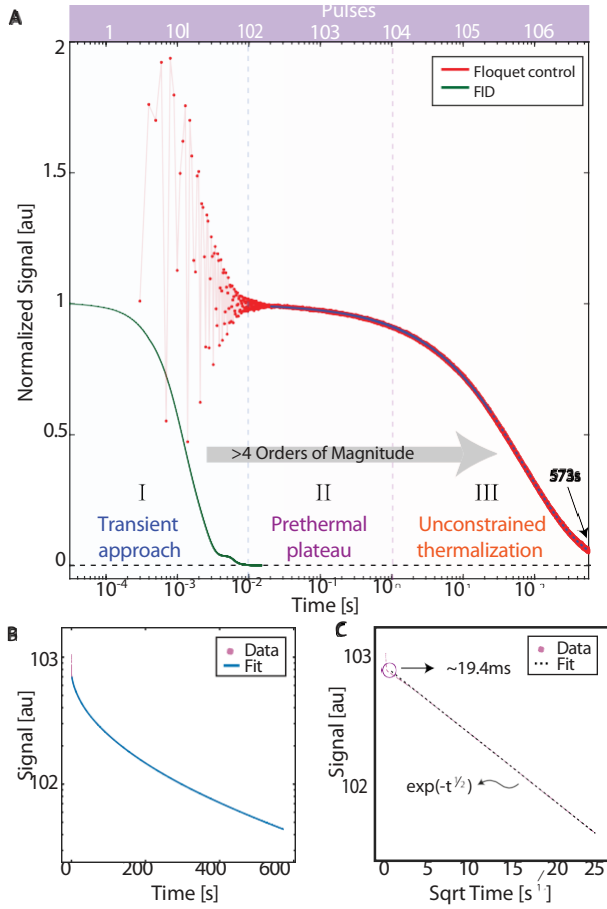 Pulses
A
1 10¹ 10² 10³ 10⁴ 10⁵ 10⁶
2
Floquet control
FID
1.5
Normalized Signal [au]
1
0.5
>4 Orders of Magnitude
573s
I II III
Transient approach
Prethermal plateau
Unconstrained thermalization
0
10⁻⁴ 10⁻³ 10⁻² 10⁻¹ 10 10 10
Time [s]
B
10³
Data
Fit
Signal [au]
10²
0 200 400 600
Time [s]
C
10³
Data
Fit
~19.4ms
Signal [au]
10²
exp(-t^½)
0 5 10 15 20 25
Sqrt Time [s